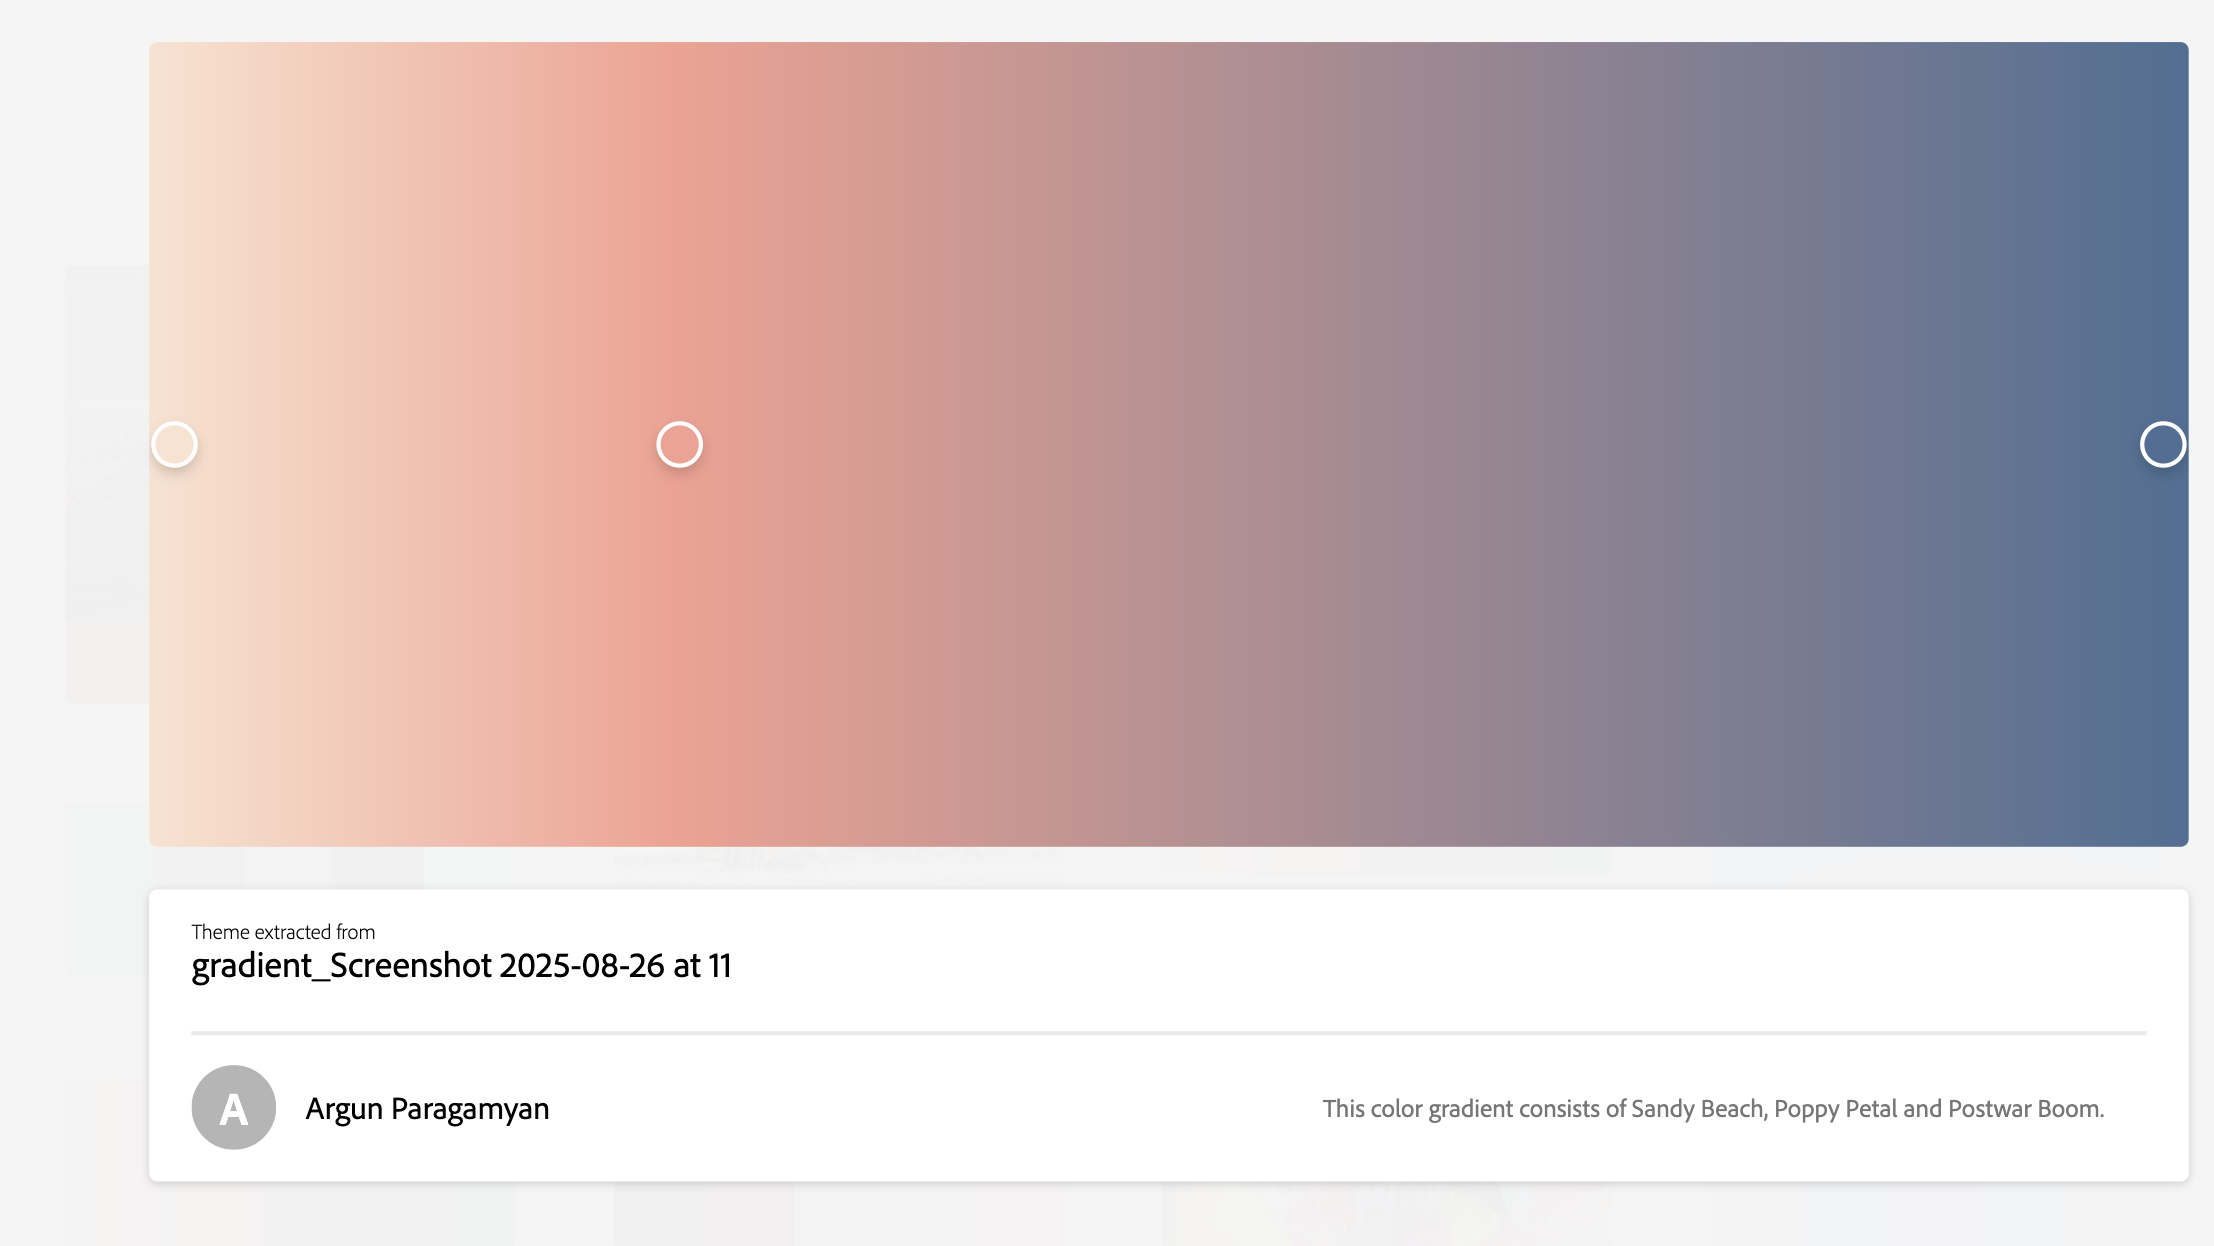 Theme extracted from
gradient_Screenshot 2025-08-26 at 11
A
Argun Paragamyan
This color gradient consists of Sandy Beach, Poppy Petal and Postwar Boom.